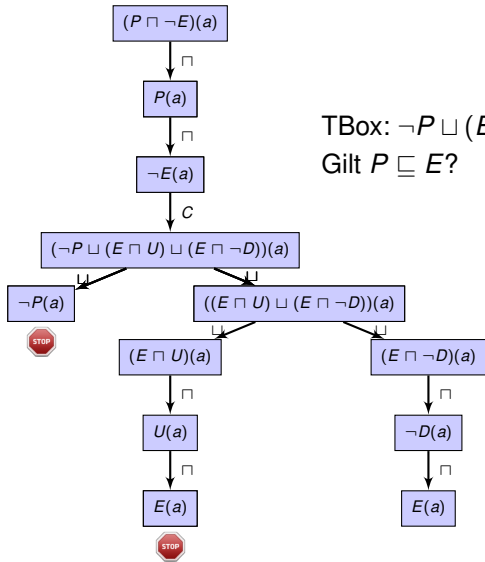 (P ⊓ ¬E)(a)
⊓
P(a)
⊓
¬E(a)
C
(¬P ⊔ (E ⊓ U) ⊔ (E ⊓ ¬D))(a)
⊔ ⊔
¬P(a) ((E ⊓ U) ⊔ (E ⊓ ¬D))(a)
STOP
⊔ ⊔
(E ⊓ U)(a) (E ⊓ ¬D)(a)
⊓ ⊓
U(a) ¬D(a)
⊓ ⊓
E(a) E(a)
STOP
TBox: ¬P ⊔ (E
Gilt P ⊑ E?